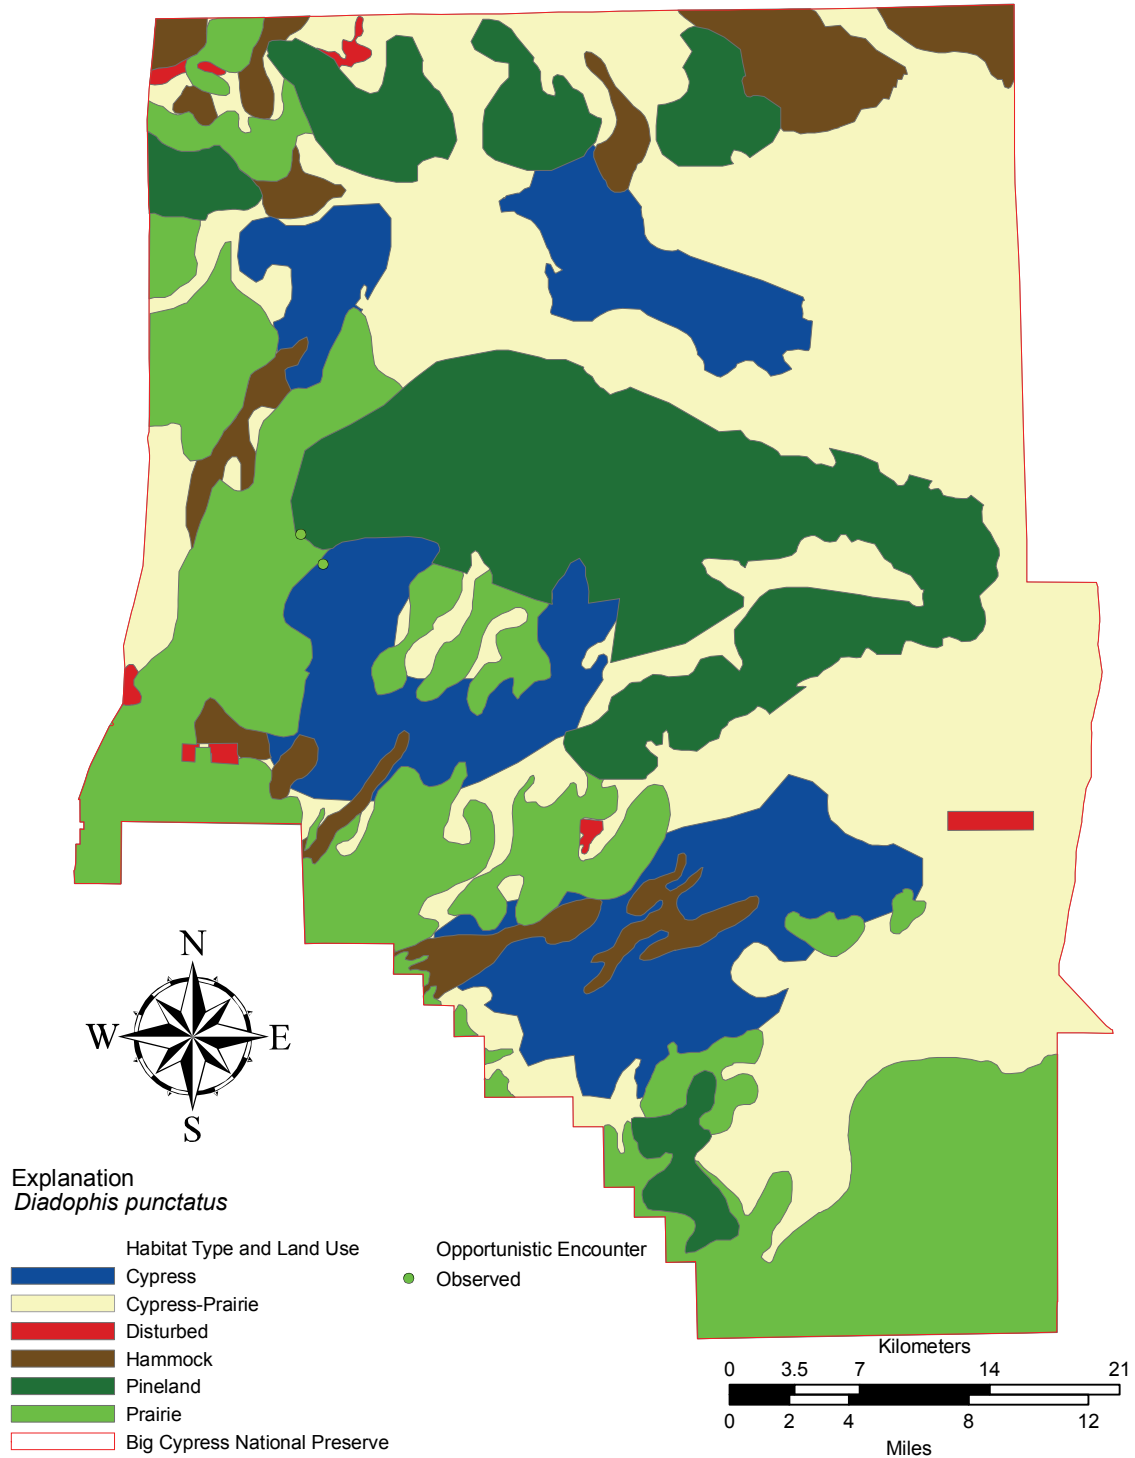 N
W E
S
Explanation
Diadophis punctatus
Habitat Type and Land Use
Cypress
Cypress-Prairie
Disturbed
Hammock
Pineland
Prairie
Big Cypress National Preserve
Opportunistic Encounter
Observed
Kilometers
0 3.5 7 14 21
0 2 4 8 12
Miles